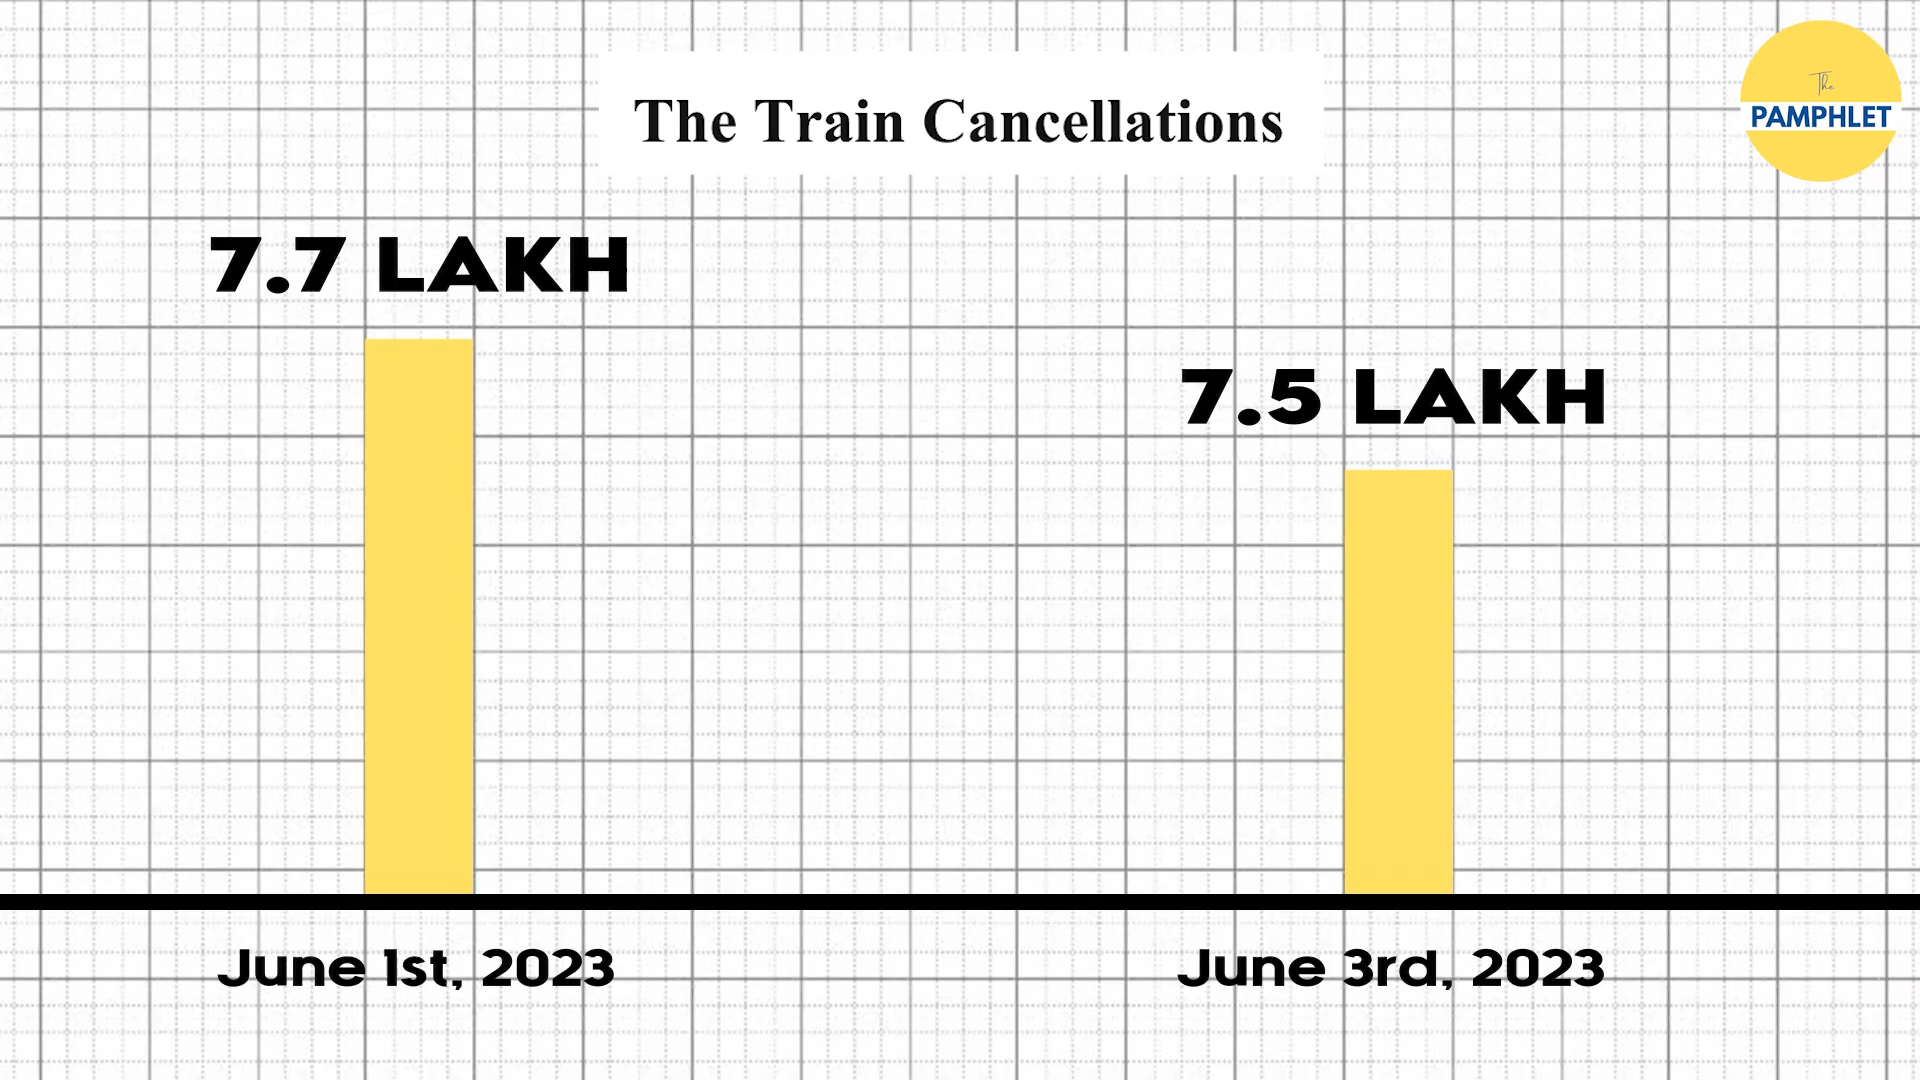 The
PAMPHLET
The Train Cancellations
7.7 LAKH
7.5 LAKH
June 1st, 2023
June 3rd, 2023